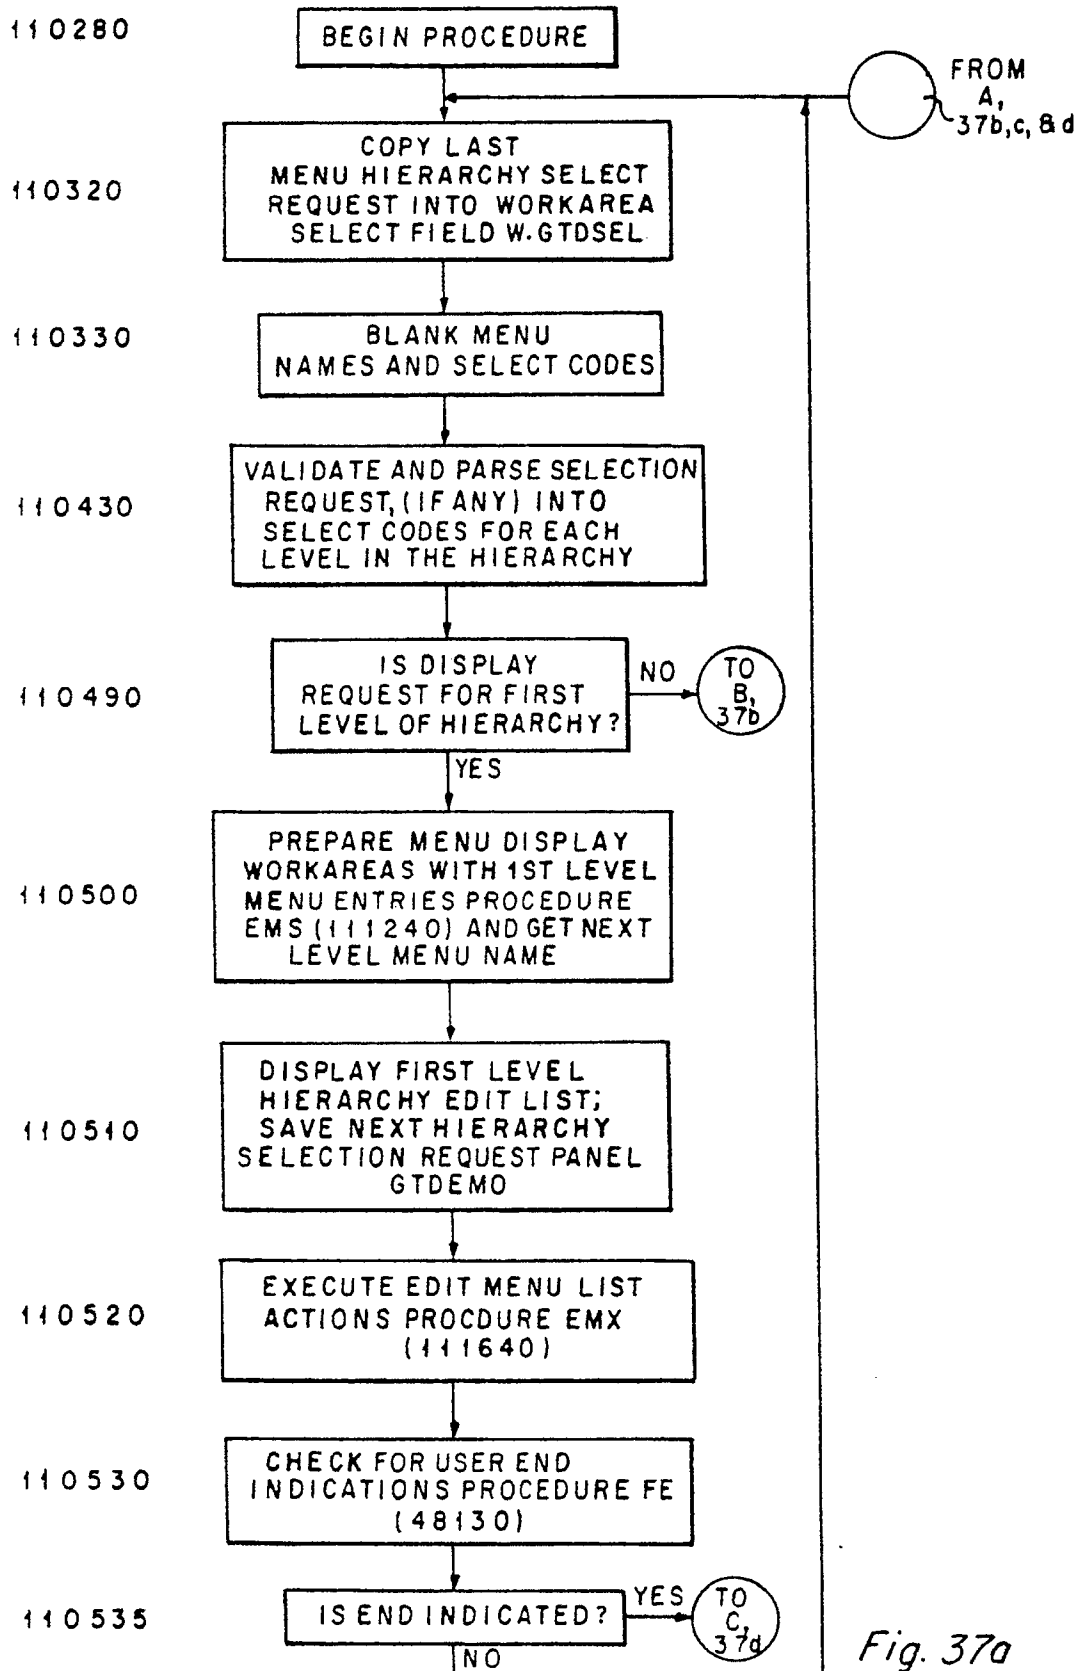 110280
BEGIN PROCEDURE
FROM
A,
37b,c, & d
110320
COPY LAST
MENU HIERARCHY SELECT
REQUEST INTO WORKAREA
SELECT FIELD W.GTDSEL
110330
BLANK MENU
NAMES AND SELECT CODES
110430
VALIDATE AND PARSE SELECTION
REQUEST, (IF ANY) INTO
SELECT CODES FOR EACH
LEVEL IN THE HIERARCHY
110490
IS DISPLAY
REQUEST FOR FIRST
LEVEL OF HIERARCHY?
NO
TO
B,
37b
YES
110500
PREPARE MENU DISPLAY
WORKAREAS WITH 1ST LEVEL
MENU ENTRIES PROCEDURE
EMS (111240) AND GET NEXT
LEVEL MENU NAME
110510
DISPLAY FIRST LEVEL
HIERARCHY EDIT LIST;
SAVE NEXT HIERARCHY
SELECTION REQUEST PANEL
GTDEMO
110520
EXECUTE EDIT MENU LIST
ACTIONS PROCDURE EMX
(111640)
110530
CHECK FOR USER END
INDICATIONS PROCEDURE FE
(48130)
110535
IS END INDICATED?
YES
TO
C,
37d
NO
Fig. 37a